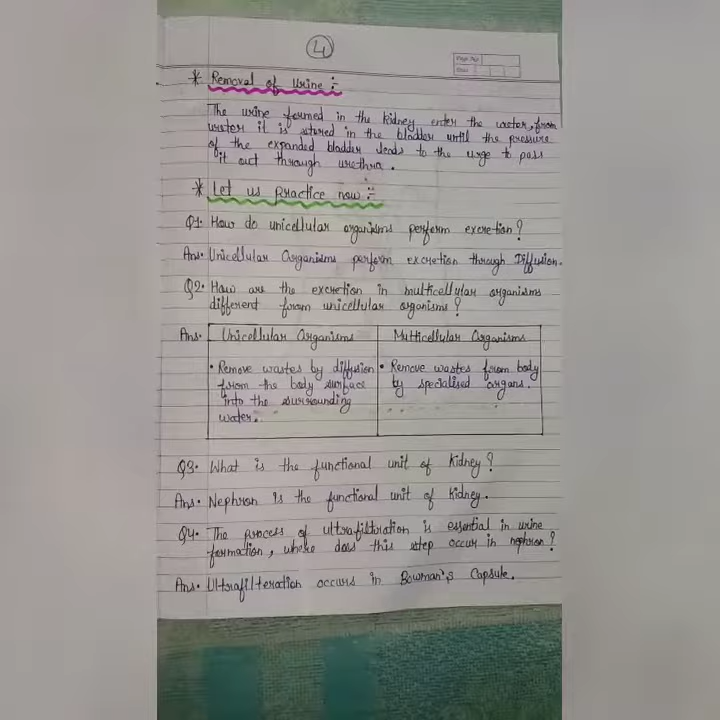 4
Page No.
Date
* Removal of Urine :-
The urine formed in the kidney enter the ureter, from
ureter it is stored in the bladder until the pressure
of the expanded bladder leads to the urge to pass
it out through urethra.
* Let us Practice now :-
Q1. How do unicellular organisms perform excretion?
Ans. Unicellular Organisms perform excretion through Diffusion.
Q2. How are the excretion in multicellular organisms
different from unicellular organisms?
Ans. Unicellular Organisms Multicellular Organisms
• Remove wastes by diffusion • Remove wastes from body
from the body surface by specialised organs.
into the surrounding
water.
Q3. What is the functional unit of Kidney?
Ans. Nephron is the functional unit of Kidney.
Q4. The process of ultrafiltration is essential in urine
formation, where does this step occur in nephron?
Ans. Ultrafilteration occurs in Bowman's Capsule.